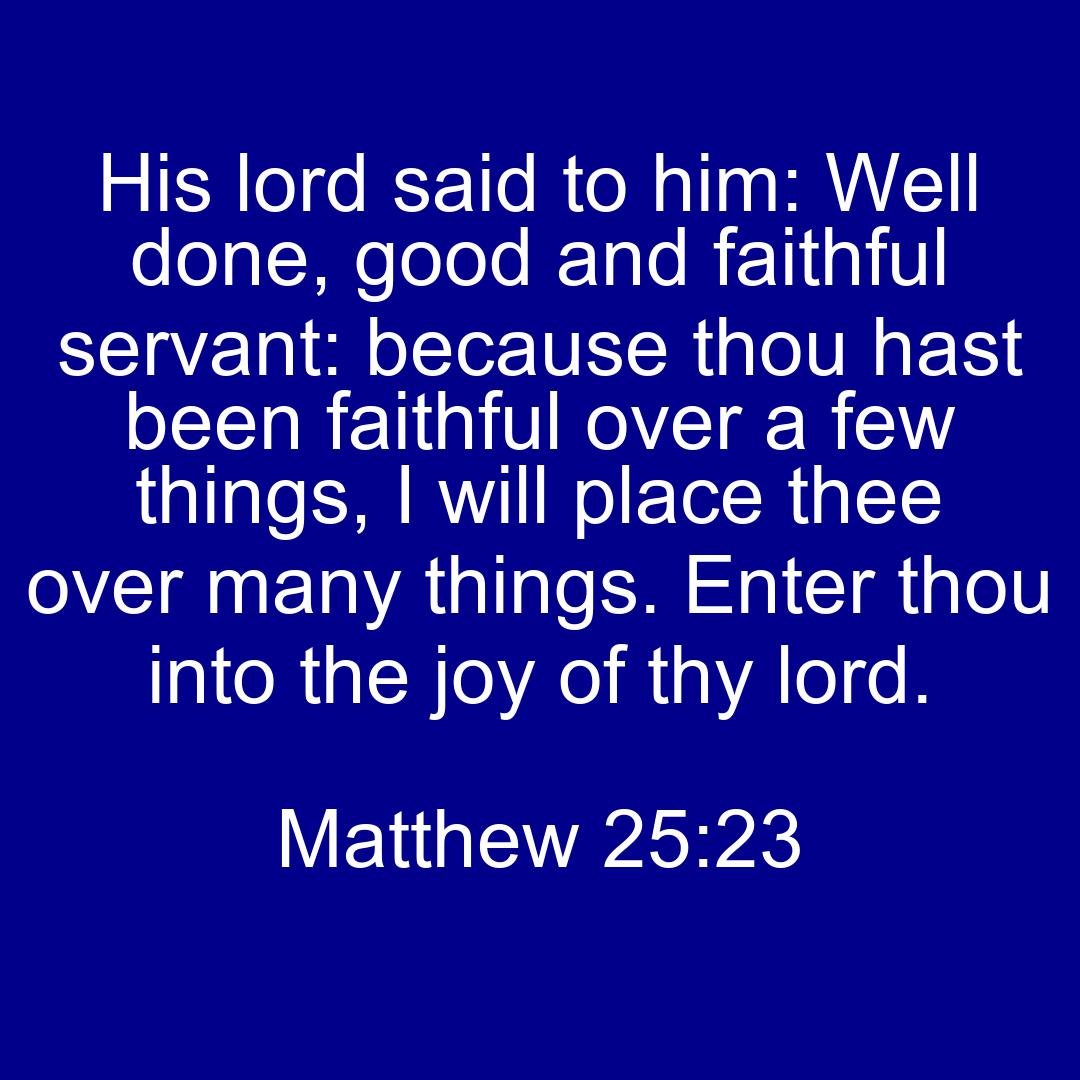 His lord said to him: Well
done, good and faithful
servant: because thou hast
been faithful over a few
things, I will place thee
over many things. Enter thou
into the joy of thy lord.
Matthew 25:23